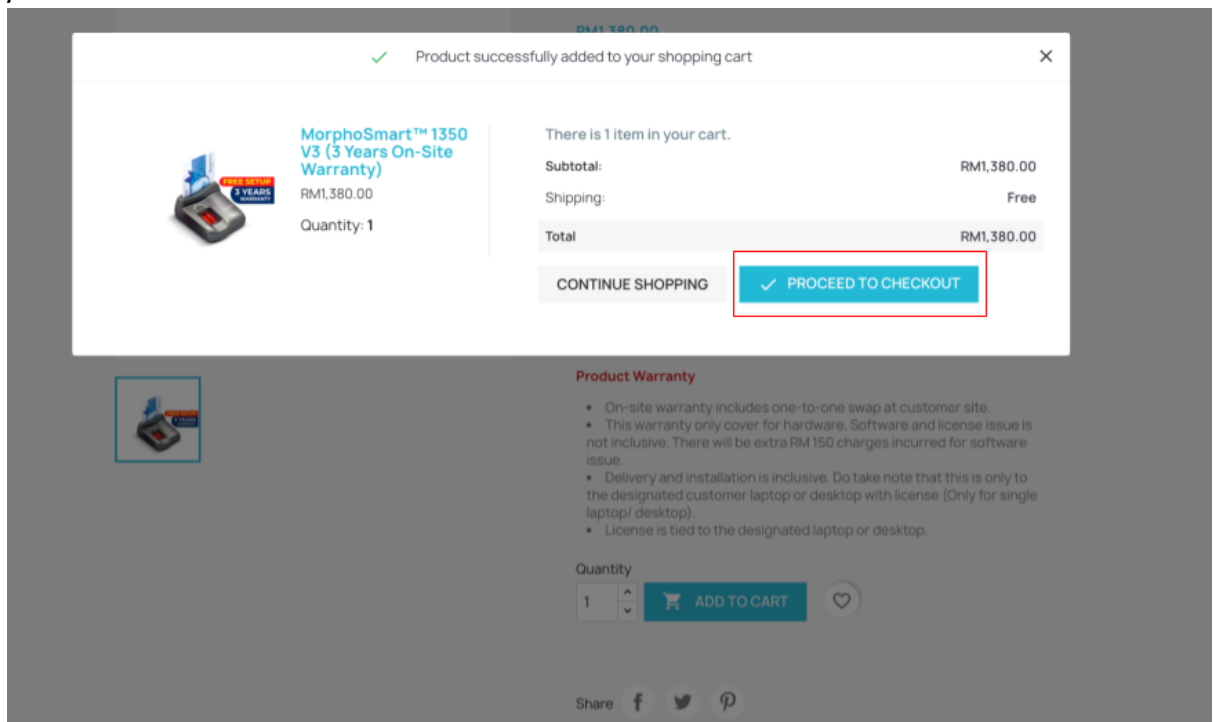 RM1,380.00
Product successfully added to your shopping cart
MorphoSmart™ 1350
V3 (3 Years On-Site
Warranty)
RM1,380.00
Quantity: 1
FREE SETUP
3 YEARS
WARRANTY
There is 1 item in your cart.
Subtotal: RM1,380.00
Shipping: Free
Total RM1,380.00
CONTINUE SHOPPING
PROCEED TO CHECKOUT
Product Warranty
• On-site warranty includes one-to-one swap at customer site.
• This warranty only cover for hardware. Software and license issue is
not inclusive. There will be extra RM 150 charges incurred for software
issue.
• Delivery and installation is inclusive. Do take note that this is only to
the designated customer laptop or desktop with license (Only for single
laptop/ desktop).
• License is tied to the designated laptop or desktop.
Quantity
1
ADD TO CART
Share